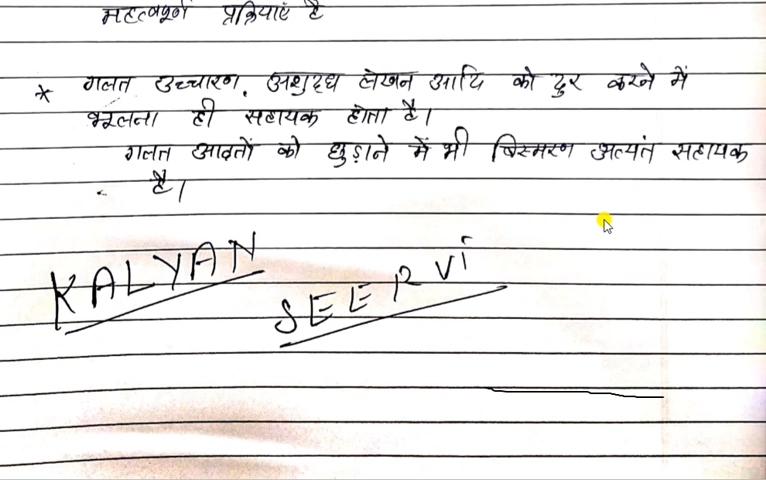 महत्वपूर्ण प्रक्रियाएं है
* गलत उच्चारण, अशुद्ध लेखन आदि को दुर करने में
भूलना ही सहायक होता है।
गलत आदतों को छुड़ाने में भी विस्मरण अत्यंत सहायक
है।
KALYAN
SEERVi